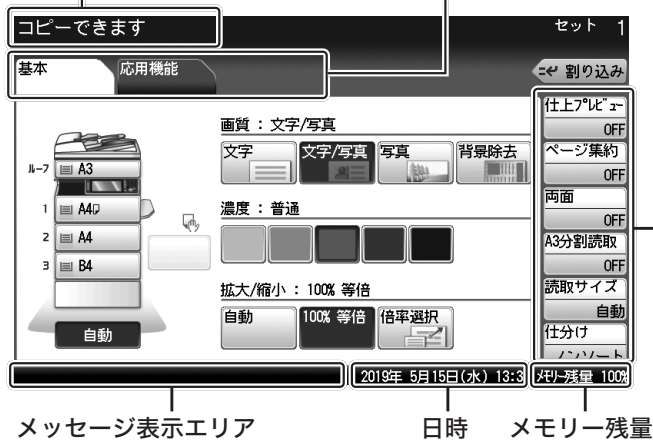 コピーできます
セット 1
基本
応用機能
割り込み
画質：文字/写真
文字
文字/写真
写真
背景除去
濃度：普通
拡大/縮小：100% 等倍
自動
100% 等倍
倍率選択
ﾙｰﾌ A3
1 A4
2 A4
3 B4
自動
仕上ﾌﾟﾚﾋﾞｭｰ
OFF
ページ集約
OFF
両面
OFF
A3分割読取
OFF
読取サイズ
自動
仕分け
ノンソート
2019年 5月15日(水) 13:3
ﾒﾓﾘｰ残量 100%
メッセージ表示エリア
日時
メモリー残量